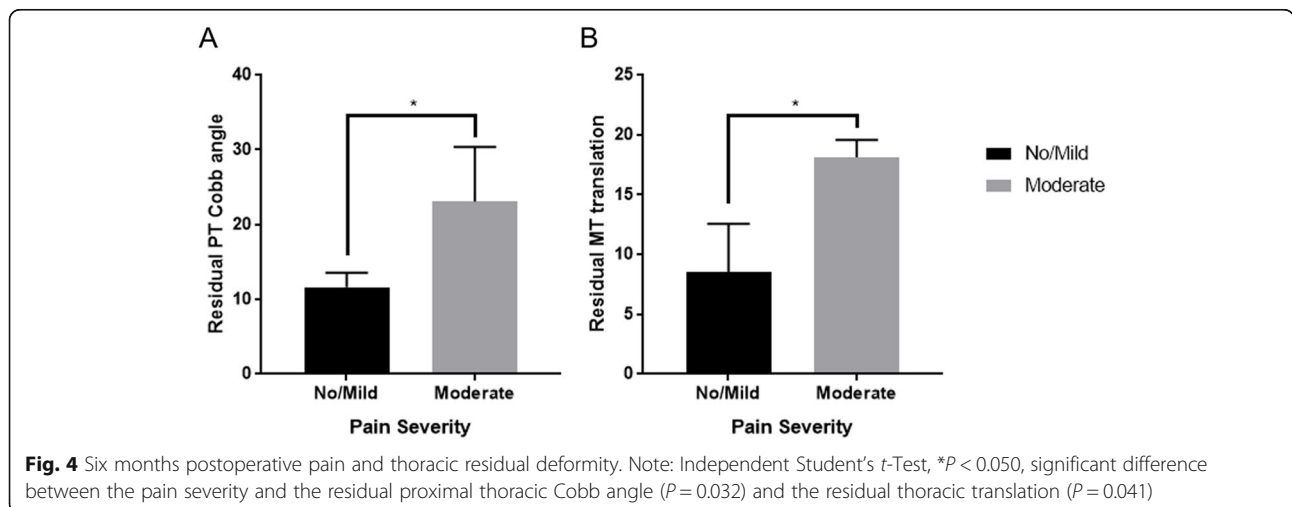 A
40
30
20
10
0
Residual PT Cobb angle
*
No/Mild
Moderate
Pain Severity
B
25
20
15
10
5
0
Residual MT translation
*
No/Mild
Moderate
Pain Severity
No/Mild
Moderate
Fig. 4 Six months postoperative pain and thoracic residual deformity. Note: Independent Student’s t-Test, *P < 0.050, significant difference
between the pain severity and the residual proximal thoracic Cobb angle (P = 0.032) and the residual thoracic translation (P = 0.041)